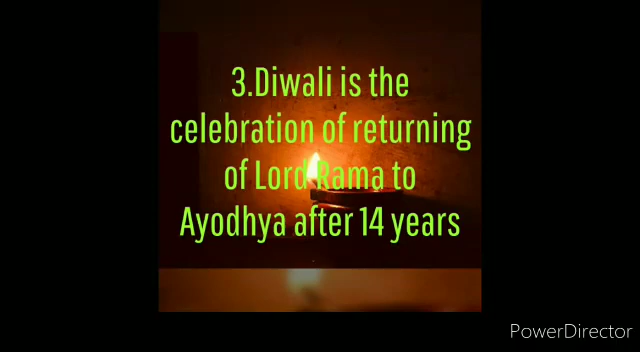 3.Diwali is the
celebration of returning
of Lord Rama to
Ayodhya after 14 years
PowerDirector